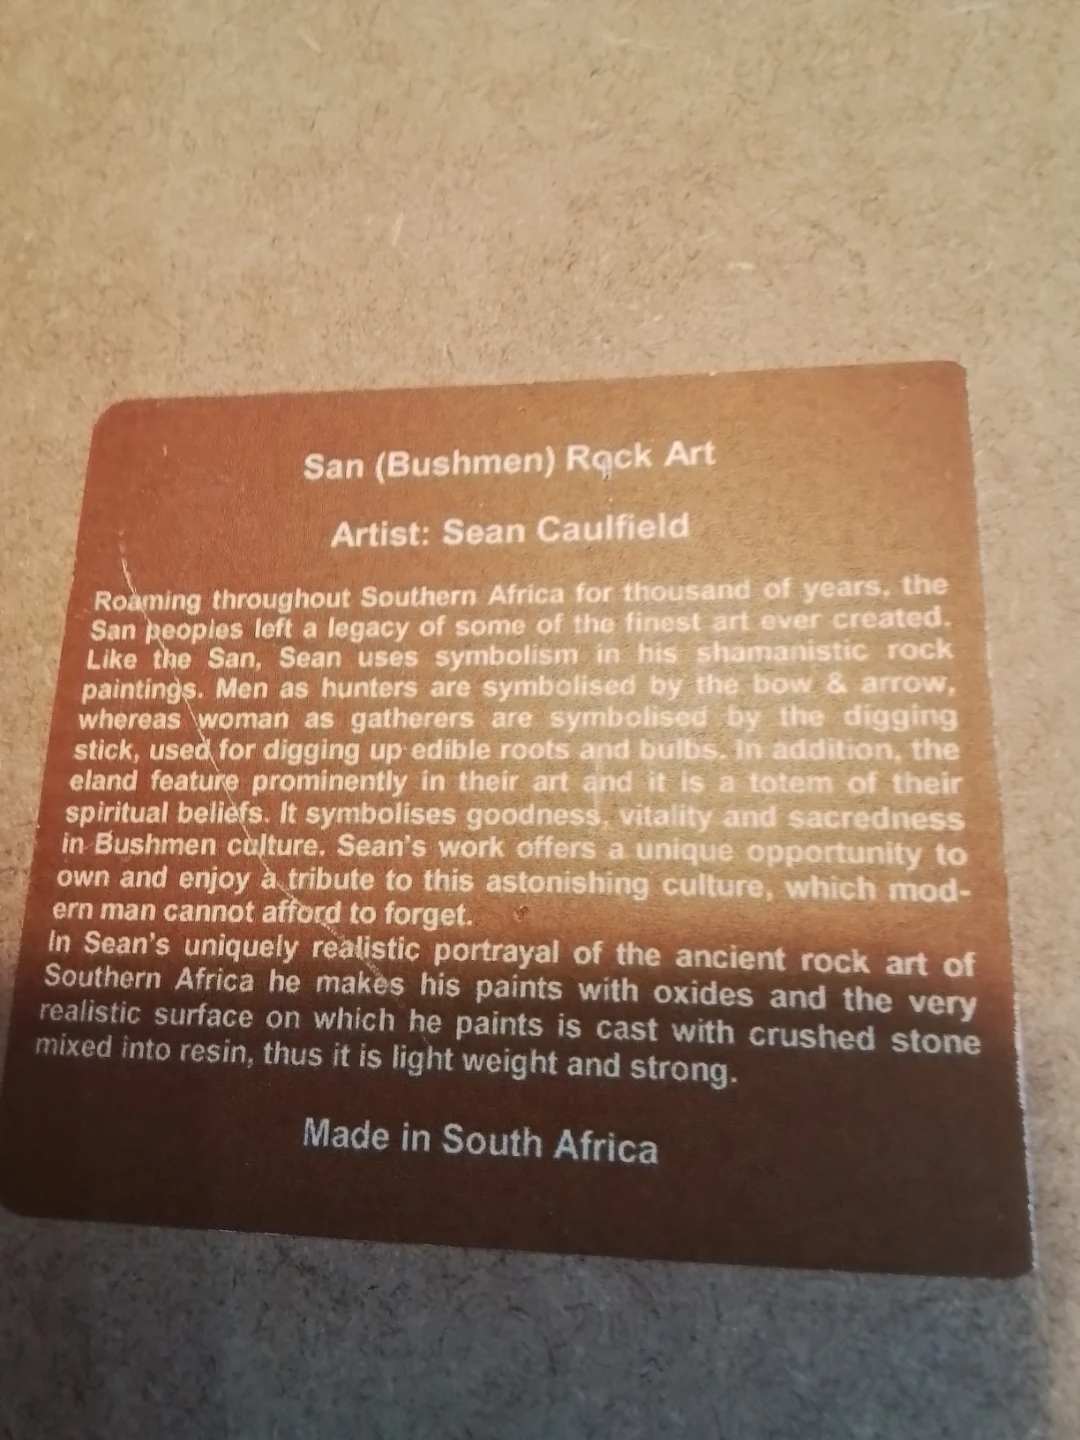 San (Bushmen) Rock Art
Artist: Sean Caulfield
Roaming throughout Southern Africa for thousand of years, the
San peoples left a legacy of some of the finest art ever created.
Like the San, Sean uses symbolism in his shamanistic rock
paintings. Men as hunters are symbolised by the bow & arrow,
whereas woman as gatherers are symbolised by the digging
stick, used for digging up edible roots and bulbs. In addition, the
eland feature prominently in their art and it is a totem of their
spiritual beliefs. It symbolises goodness, vitality and sacredness
in Bushmen culture. Sean's work offers a unique opportunity to
own and enjoy a tribute to this astonishing culture, which mod-
ern man cannot afford to forget.
In Sean's uniquely realistic portrayal of the ancient rock art of
Southern Africa he makes his paints with oxides and the very
realistic surface on which he paints is cast with crushed stone
mixed into resin, thus it is light weight and strong.
Made in South Africa